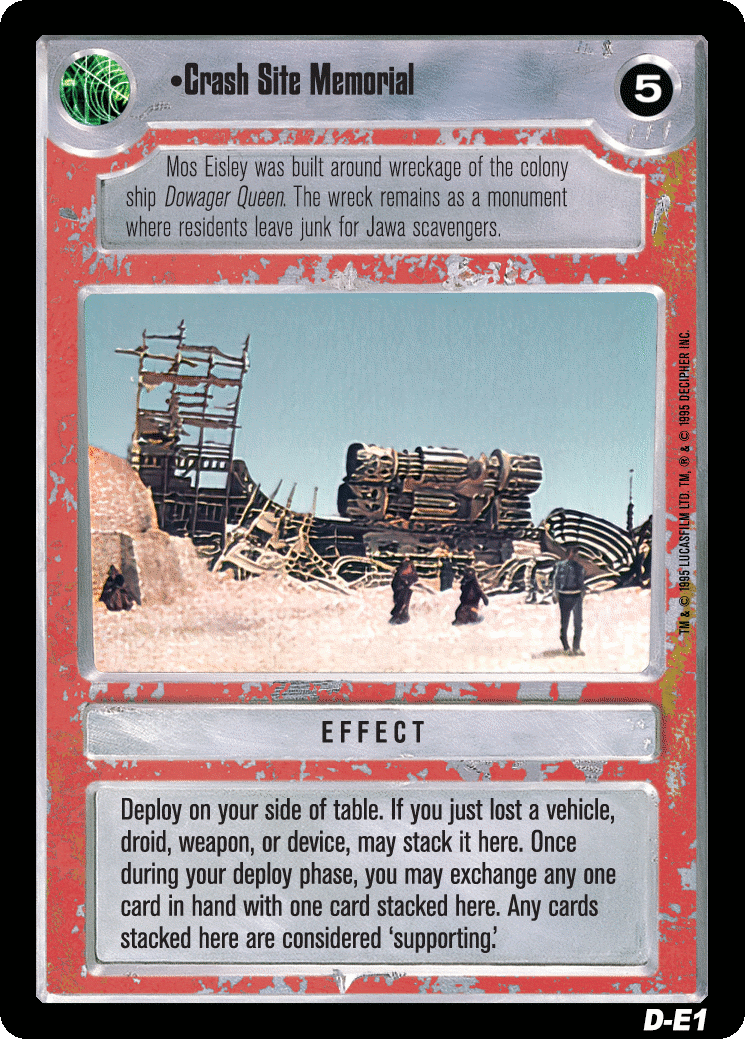 •Crash Site Memorial
5
Mos Eisley was built around wreckage of the colony
ship Dowager Queen. The wreck remains as a monument
where residents leave junk for Jawa scavengers.
TM & © 1995 LUCASFILM LTD. TM, ® & © 1995 DECIPHER INC.
EFFECT
Deploy on your side of table. If you just lost a vehicle,
droid, weapon, or device, may stack it here. Once
during your deploy phase, you may exchange any one
card in hand with one card stacked here. Any cards
stacked here are considered ‘supporting.’
D-E1